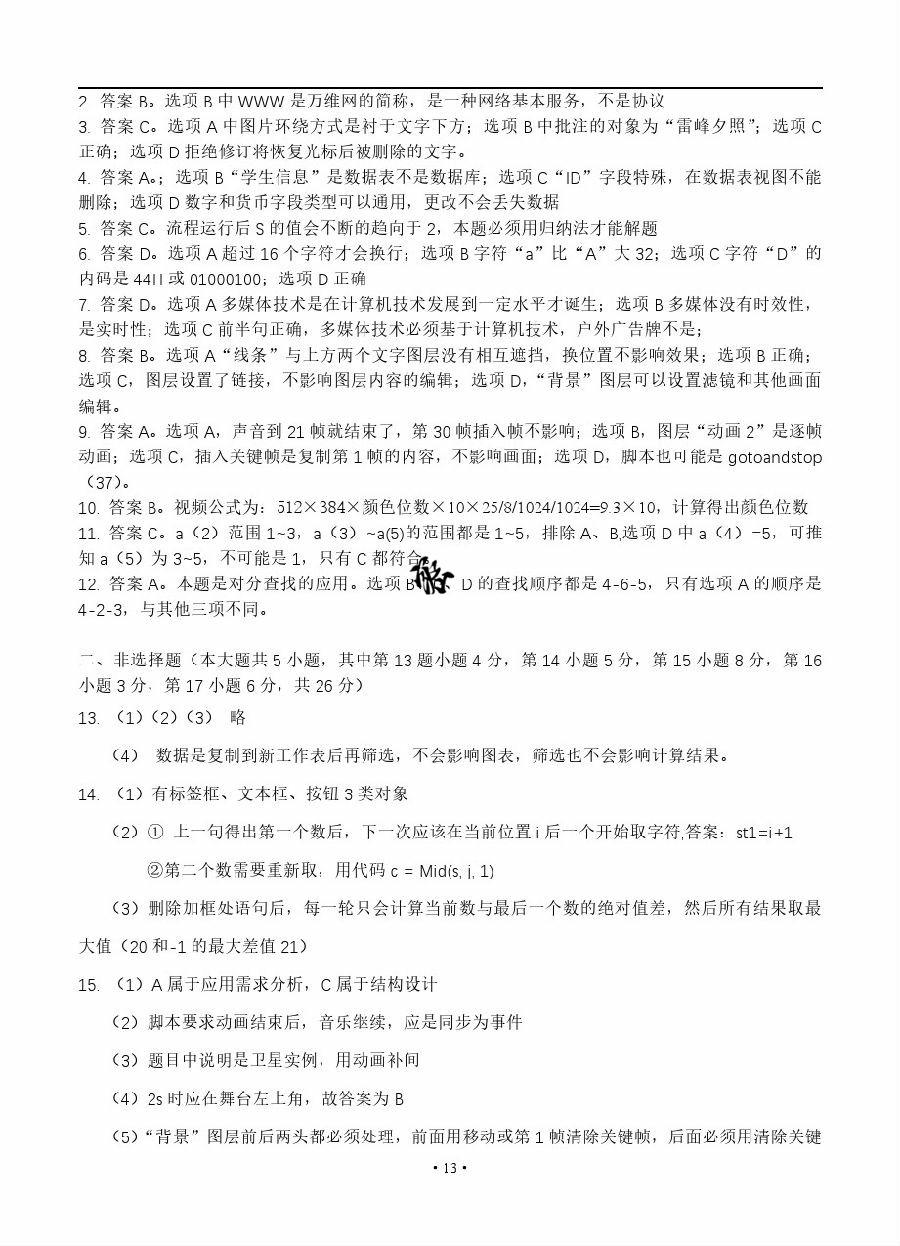 2. 答案 B。选项 B 中 WWW 是万维网的简称，是一种网络基本服务，不是协议
3. 答案 C。选项 A 中图片环绕方式是衬于文字下方；选项 B 中批注的对象为“雷峰夕照”；选项 C
正确；选项 D 拒绝修订将恢复光标后被删除的文字。
4. 答案 A。；选项 B“学生信息”是数据表不是数据库；选项 C“ID”字段特殊，在数据表视图不能
删除；选项 D 数字和货币字段类型可以通用，更改不会丢失数据
5. 答案 C。流程运行后 S 的值会不断的趋向于 2，本题必须用归纳法才能解题
6. 答案 D。选项 A 超过 16 个字符才会换行；选项 B 字符“a”比“A”大 32；选项 C 字符“D”的
内码是 44H 或 01000100；选项 D 正确
7. 答案 D。选项 A 多媒体技术是在计算机技术发展到一定水平才诞生；选项 B 多媒体没有时效性，
是实时性；选项 C 前半句正确，多媒体技术必须基于计算机技术，户外广告牌不是；
8. 答案 B。选项 A“线条”与上方两个文字图层没有相互遮挡，换位置不影响效果；选项 B 正确；
选项 C，图层设置了链接，不影响图层内容的编辑；选项 D，“背景”图层可以设置滤镜和其他画面
编辑。
9. 答案 A。选项 A，声音到 21 帧就结束了，第 30 帧插入帧不影响；选项 B，图层“动画 2”是逐帧
动画；选项 C，插入关键帧是复制第 1 帧的内容，不影响画面；选项 D，脚本也可能是 gotoandstop
（37）。
10. 答案 B。视频公式为：512×384×颜色位数×10×25/8/1024/1024=9.3×10，计算得出颜色位数
11. 答案 C。a（2）范围 1~3，a（3）~a(5)的范围都是 1~5，排除 A、B,选项 D 中 a（4）=5，可推
知 a（5）为 3~5，不可能是 1，只有 C 都符合
12. 答案 A。本题是对分查找的应用。选项 B D 的查找顺序都是 4-6-5，只有选项 A 的顺序是
4-2-3，与其他三项不同。
二、非选择题（本大题共 5 小题，其中第 13 题小题 4 分，第 14 小题 5 分，第 15 小题 8 分，第 16
小题 3 分，第 17 小题 6 分，共 26 分）
13. （1）（2）（3） 略
（4） 数据是复制到新工作表后再筛选，不会影响图表，筛选也不会影响计算结果。
14. （1）有标签框、文本框、按钮 3 类对象
（2）① 上一句得出第一个数后，下一次应该在当前位置 i 后一个开始取字符,答案：st1=i+1
②第二个数需要重新取，用代码 c = Mid(s, j, 1)
（3）删除加框处语句后，每一轮只会计算当前数与最后一个数的绝对值差，然后所有结果取最
大值（20 和-1 的最大差值 21）
15. （1）A 属于应用需求分析，C 属于结构设计
（2）脚本要求动画结束后，音乐继续，应是同步为事件
（3）题目中说明是卫星实例，用动画补间
（4）2s 时应在舞台左上角，故答案为 B
（5）“背景”图层前后两头都必须处理，前面用移动或第 1 帧清除关键帧，后面必须用清除关键
· 13 ·